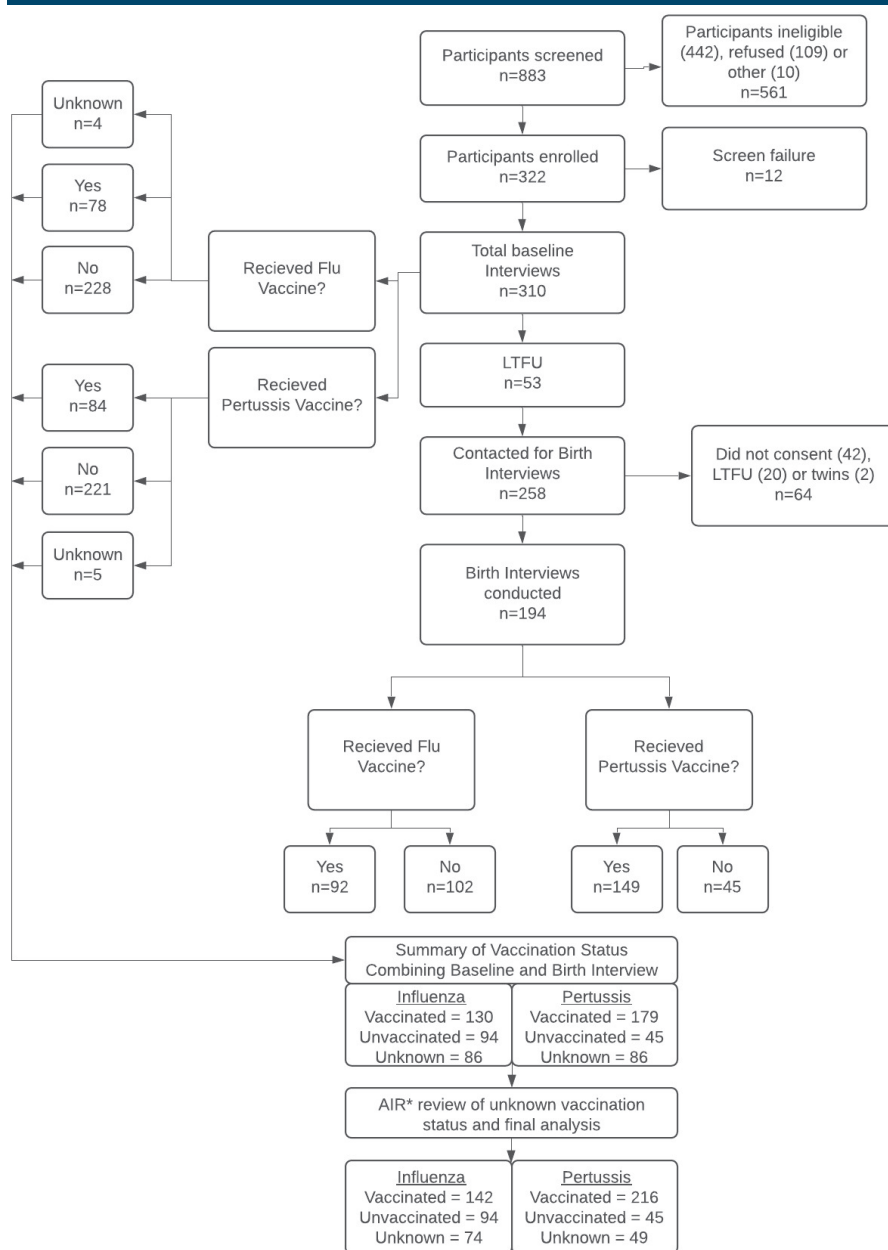 Participants screened
n=883
Participants ineligible
(442), refused (109) or
other (10)
n=561
Participants enrolled
n=322
Screen failure
n=12
Total baseline
Interviews
n=310
Recieved Flu
Vaccine?
Unknown
n=4
Yes
n=78
No
n=228
Recieved
Pertussis Vaccine?
Yes
n=84
No
n=221
Unknown
n=5
LTFU
n=53
Contacted for Birth
Interviews
n=258
Did not consent (42),
LTFU (20) or twins (2)
n=64
Birth Interviews
conducted
n=194
Recieved Flu
Vaccine?
Yes
n=92
No
n=102
Recieved
Pertussis Vaccine?
Yes
n=149
No
n=45
Summary of Vaccination Status
Combining Baseline and Birth Interview
Influenza
Vaccinated = 130
Unvaccinated = 94
Unknown = 86
Pertussis
Vaccinated = 179
Unvaccinated = 45
Unknown = 86
AIR* review of unknown vaccination
status and final analysis
Influenza
Vaccinated = 142
Unvaccinated = 94
Unknown = 74
Pertussis
Vaccinated = 216
Unvaccinated = 45
Unknown = 49